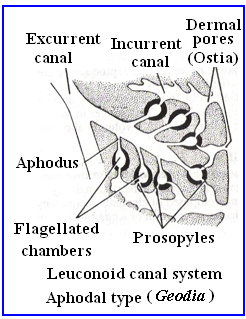 Dermal
pores
(Ostia)
Excurrent
canal
Incurrent
canal
Aphodus
Flagellated
chambers
Prosopyles
Leuconoid canal system
Aphodal type (Geodia)